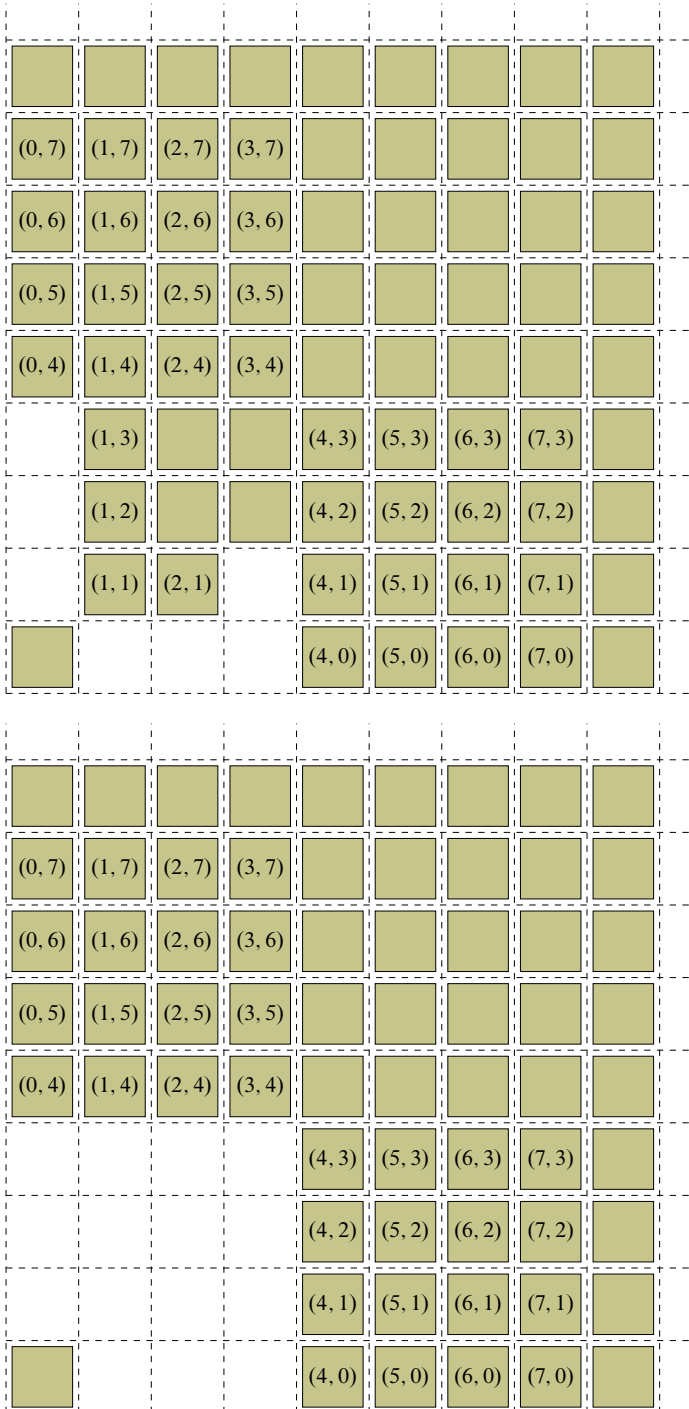 (0, 7) (1, 7) (2, 7) (3, 7)
(0, 6) (1, 6) (2, 6) (3, 6)
(0, 5) (1, 5) (2, 5) (3, 5)
(0, 4) (1, 4) (2, 4) (3, 4)
(1, 3) (4, 3) (5, 3) (6, 3) (7, 3)
(1, 2) (4, 2) (5, 2) (6, 2) (7, 2)
(1, 1) (2, 1) (4, 1) (5, 1) (6, 1) (7, 1)
(4, 0) (5, 0) (6, 0) (7, 0)
(0, 7) (1, 7) (2, 7) (3, 7)
(0, 6) (1, 6) (2, 6) (3, 6)
(0, 5) (1, 5) (2, 5) (3, 5)
(0, 4) (1, 4) (2, 4) (3, 4)
(4, 3) (5, 3) (6, 3) (7, 3)
(4, 2) (5, 2) (6, 2) (7, 2)
(4, 1) (5, 1) (6, 1) (7, 1)
(4, 0) (5, 0) (6, 0) (7, 0)